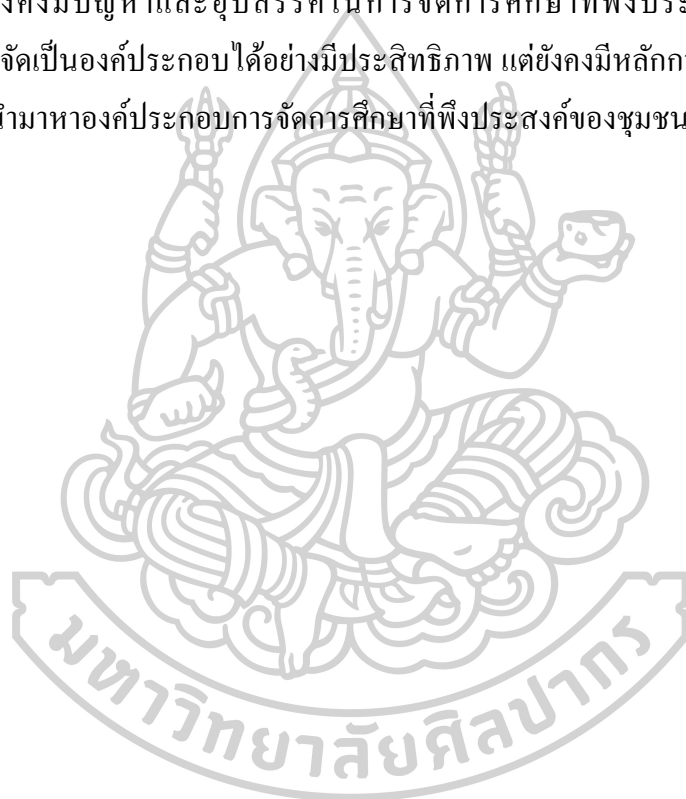 งคงมีปัญหาและอุปสรรคในการจัดการศึกษาที่พึงประ
จัดเป็นองค์ประกอบได้อย่างมีประสิทธิภาพ แต่ยังคงมีหลักกา
นำมาหาองค์ประกอบการจัดการศึกษาที่พึงประสงค์ของชุมชน
มหาวิทยาลัยศิลปากร